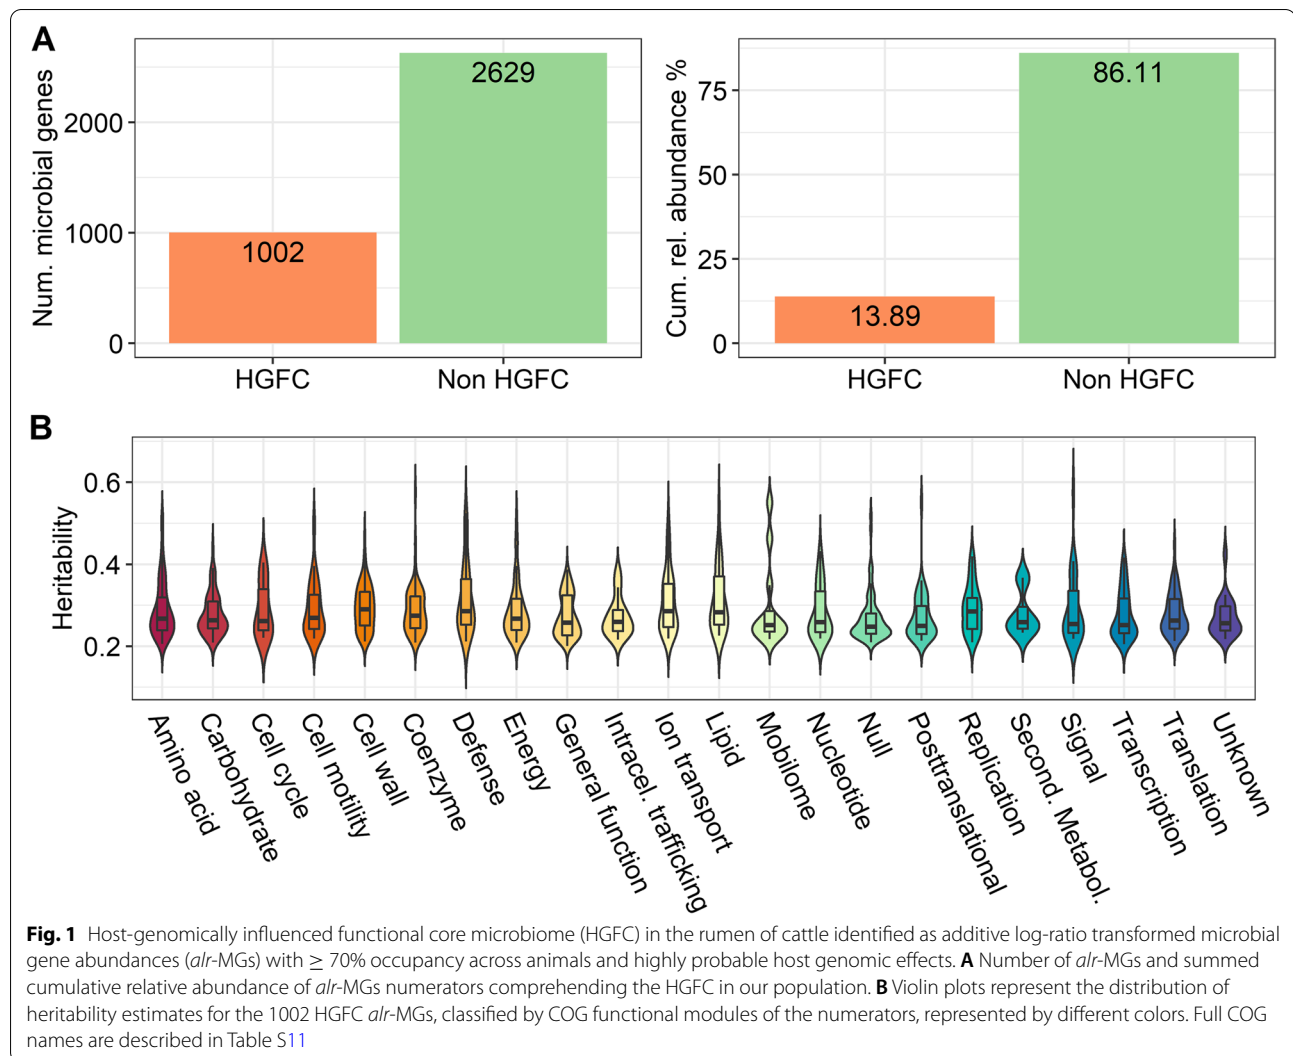 A
Num. microbial genes
2000
1000
0
1002
2629
HGFC
Non HGFC
Cum. rel. abundance %
75
50
25
0
13.89
86.11
HGFC
Non HGFC
B
Heritability
0.6
0.4
0.2
Amino acid
Carbohydrate
Cell cycle
Cell motility
Cell wall
Coenzyme
Defense
Energy
General function
Intracel. trafficking
Ion transport
Lipid
Mobilome
Nucleotide
Null
Posttranslational
Replication
Second. Metabol.
Signal
Transcription
Translation
Unknown
Fig. 1 Host-genomically influenced functional core microbiome (HGFC) in the rumen of cattle identified as additive log-ratio transformed microbial
gene abundances (alr-MGs) with ≥ 70% occupancy across animals and highly probable host genomic effects. A Number of alr-MGs and summed
cumulative relative abundance of alr-MGs numerators comprehending the HGFC in our population. B Violin plots represent the distribution of
heritability estimates for the 1002 HGFC alr-MGs, classified by COG functional modules of the numerators, represented by different colors. Full COG
names are described in Table S11